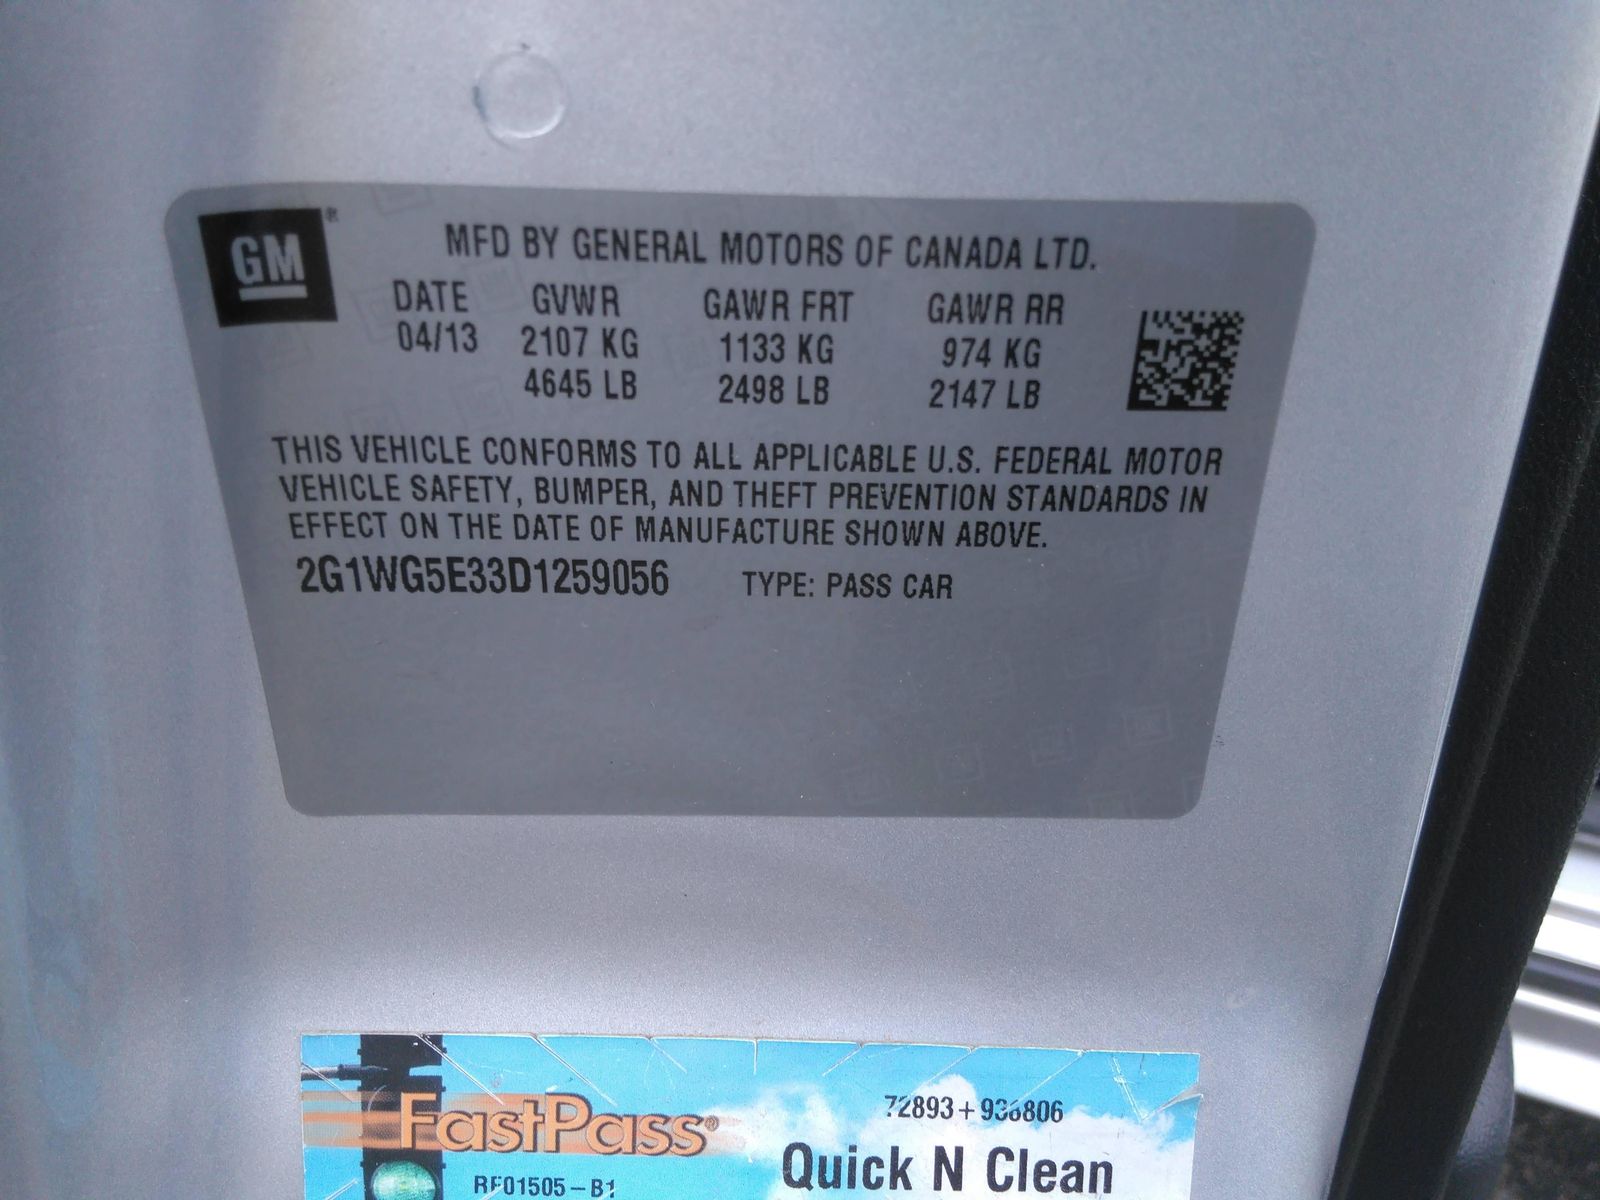 GM®
MFD BY GENERAL MOTORS OF CANADA LTD.
DATE GVWR GAWR FRT GAWR RR
04/13 2107 KG 1133 KG 974 KG
4645 LB 2498 LB 2147 LB
THIS VEHICLE CONFORMS TO ALL APPLICABLE U.S. FEDERAL MOTOR
VEHICLE SAFETY, BUMPER, AND THEFT PREVENTION STANDARDS IN
EFFECT ON THE DATE OF MANUFACTURE SHOWN ABOVE.
2G1WG5E33D1259056 TYPE: PASS CAR
FastPass®
RF01505-B1
Quick N Clean